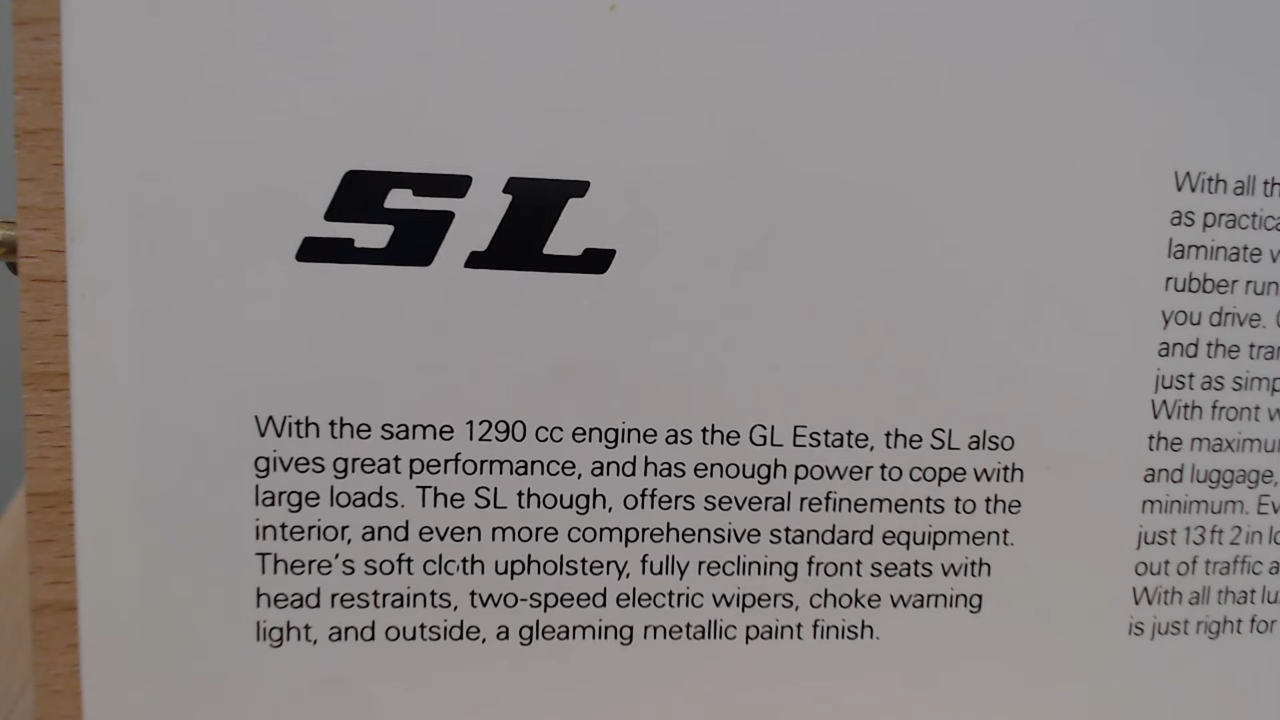 SL
With the same 1290 cc engine as the GL Estate, the SL also
gives great performance, and has enough power to cope with
large loads. The SL though, offers several refinements to the
interior, and even more comprehensive standard equipment.
There's soft cloth upholstery, fully reclining front seats with
head restraints, two-speed electric wipers, choke warning
light, and outside, a gleaming metallic paint finish.
With all
as
laminate
rubber
you drive.
and the
just as
With front
the
and luggage,
minimum.
just 13 ft 2 in
out of traffic
With all that
is just right for